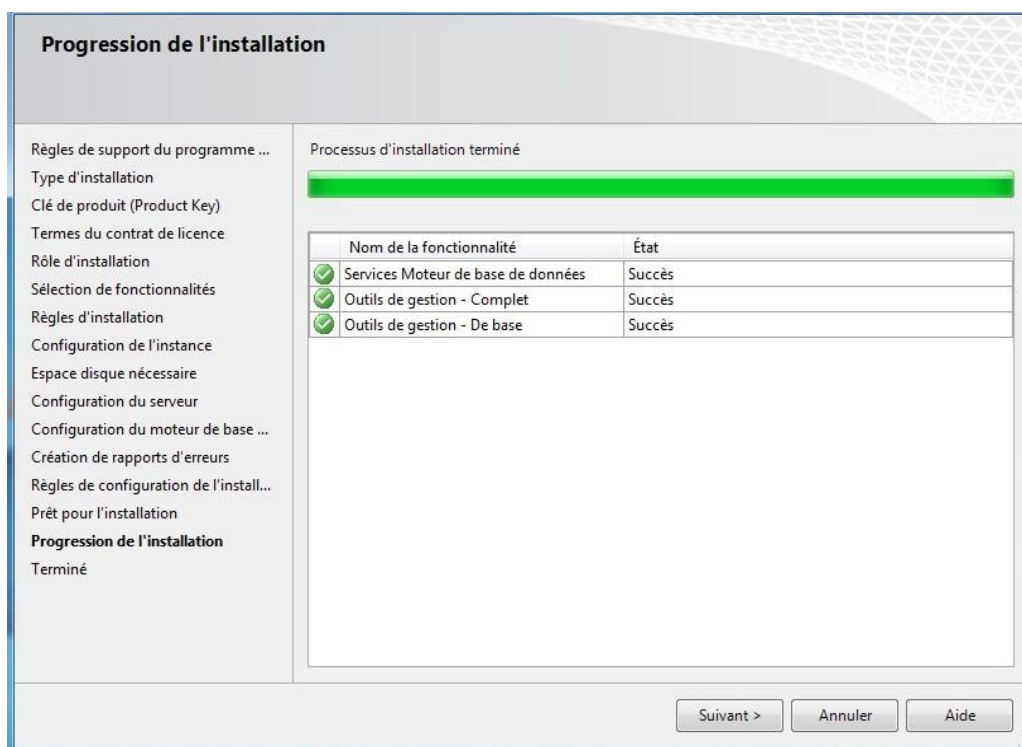 Progression de l'installation
Règles de support du programme ...
Type d'installation
Clé de produit (Product Key)
Termes du contrat de licence
Rôle d'installation
Sélection de fonctionnalités
Règles d'installation
Configuration de l'instance
Espace disque nécessaire
Configuration du serveur
Configuration du moteur de base ...
Création de rapports d'erreurs
Règles de configuration de l'install...
Prêt pour l'installation
Progression de l'installation
Terminé
Processus d'installation terminé
Nom de la fonctionnalité État
Services Moteur de base de données Succès
Outils de gestion - Complet Succès
Outils de gestion - De base Succès
Suivant > Annuler Aide